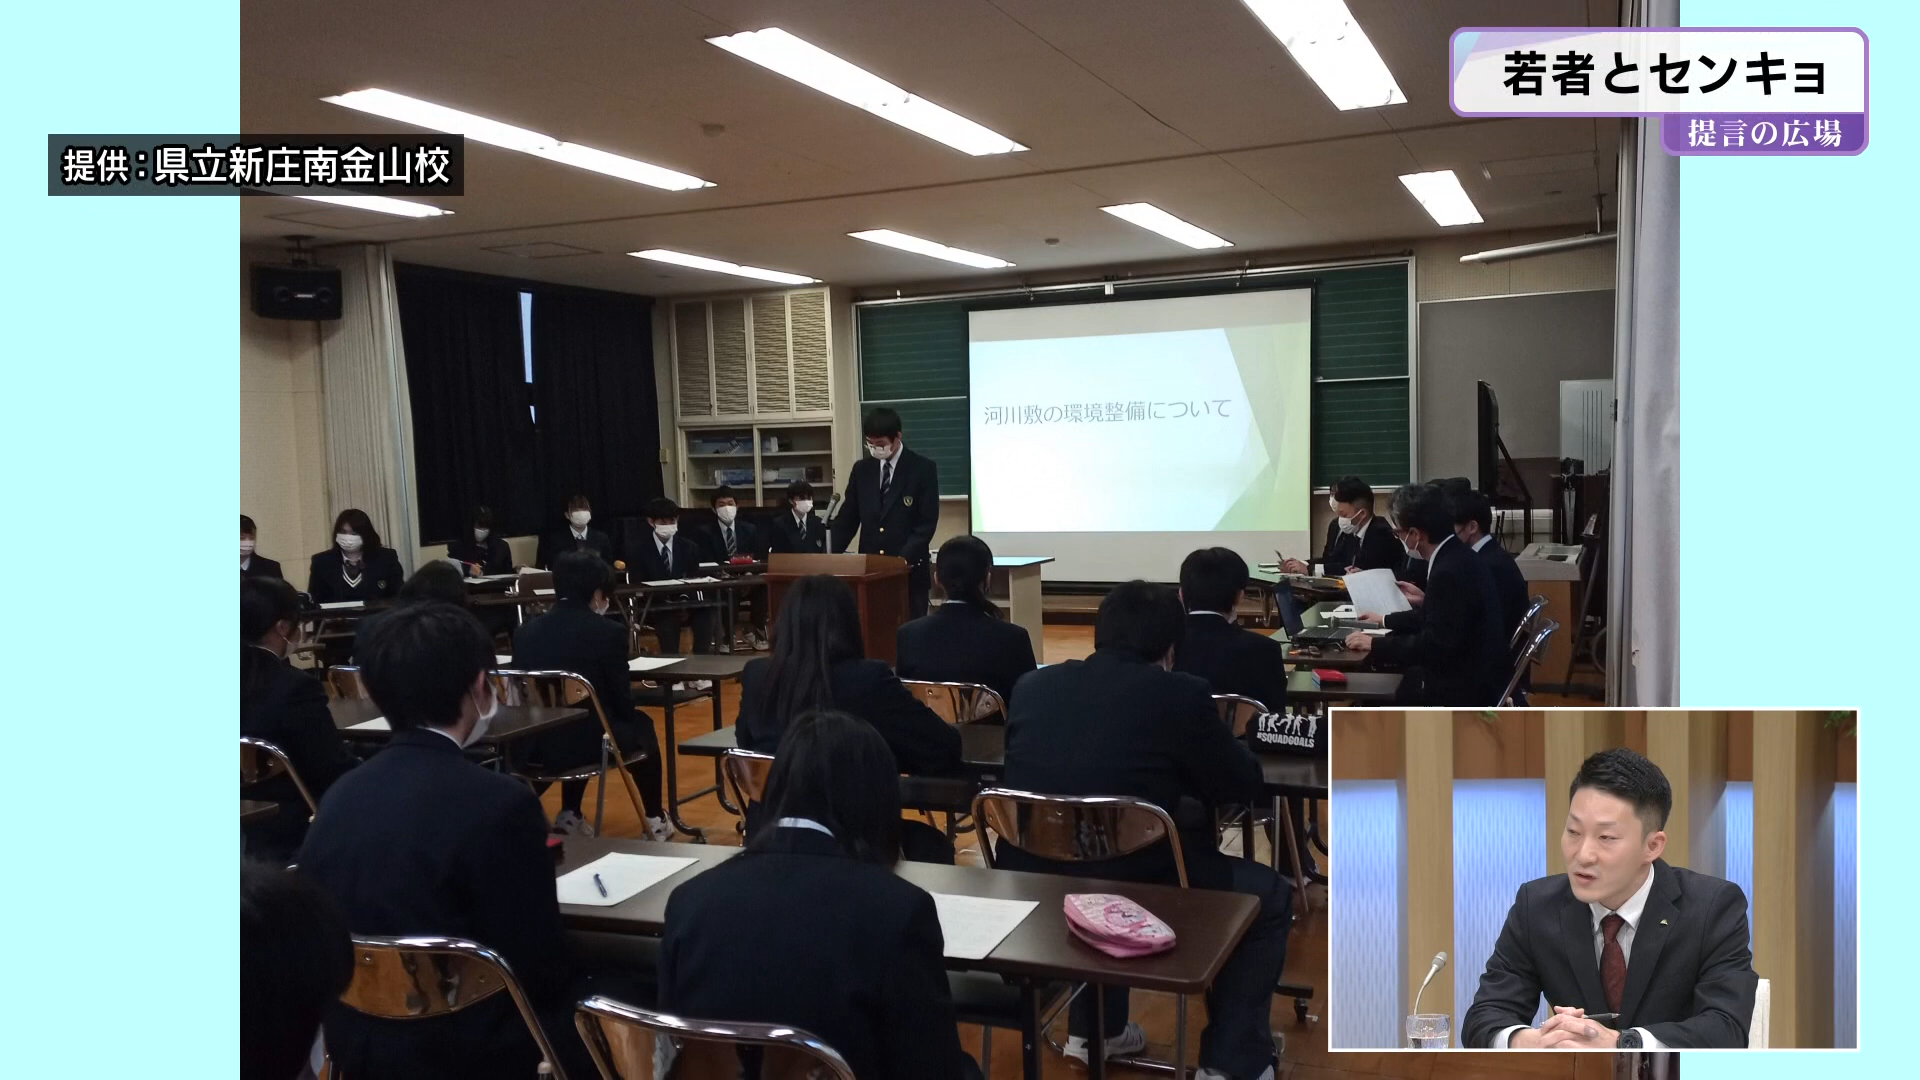 若者とセンキョ
提言の広場
提供：県立新庄南金山校
河川敷の環境整備について
#SQUADGOALS